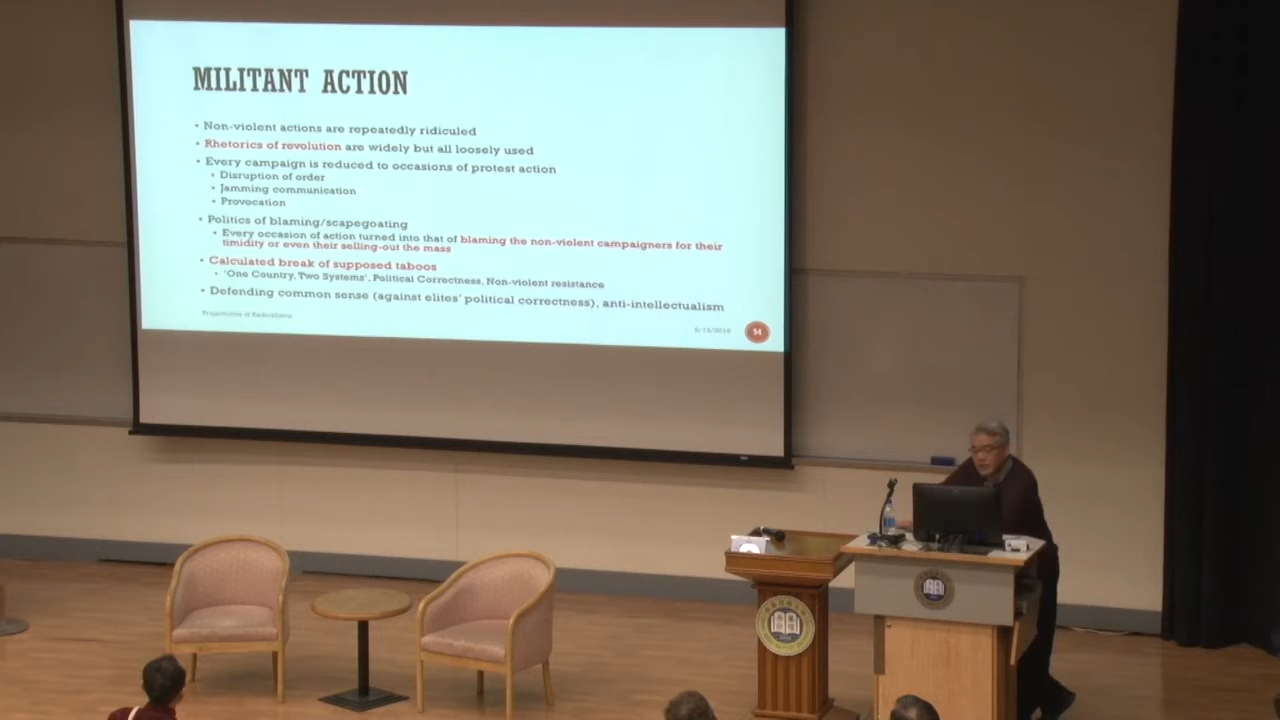 MILITANT ACTION
• Non-violent actions are repeatedly ridiculed
• Rhetorics of revolution are widely but all loosely used
• Every campaign is reduced to occasions of protest action
• Disruption of order
• Jamming communication
• Provocation
• Politics of blaming/scapegoating
• Every occasion of action turned into that of blaming the non-violent campaigners for their
timidity or even their selling-out the mass
• Calculated break of supposed taboos
• 'One Country, Two Systems', Political Correctness, Non-violent resistance
• Defending common sense (against elites' political correctness), anti-intellectualism